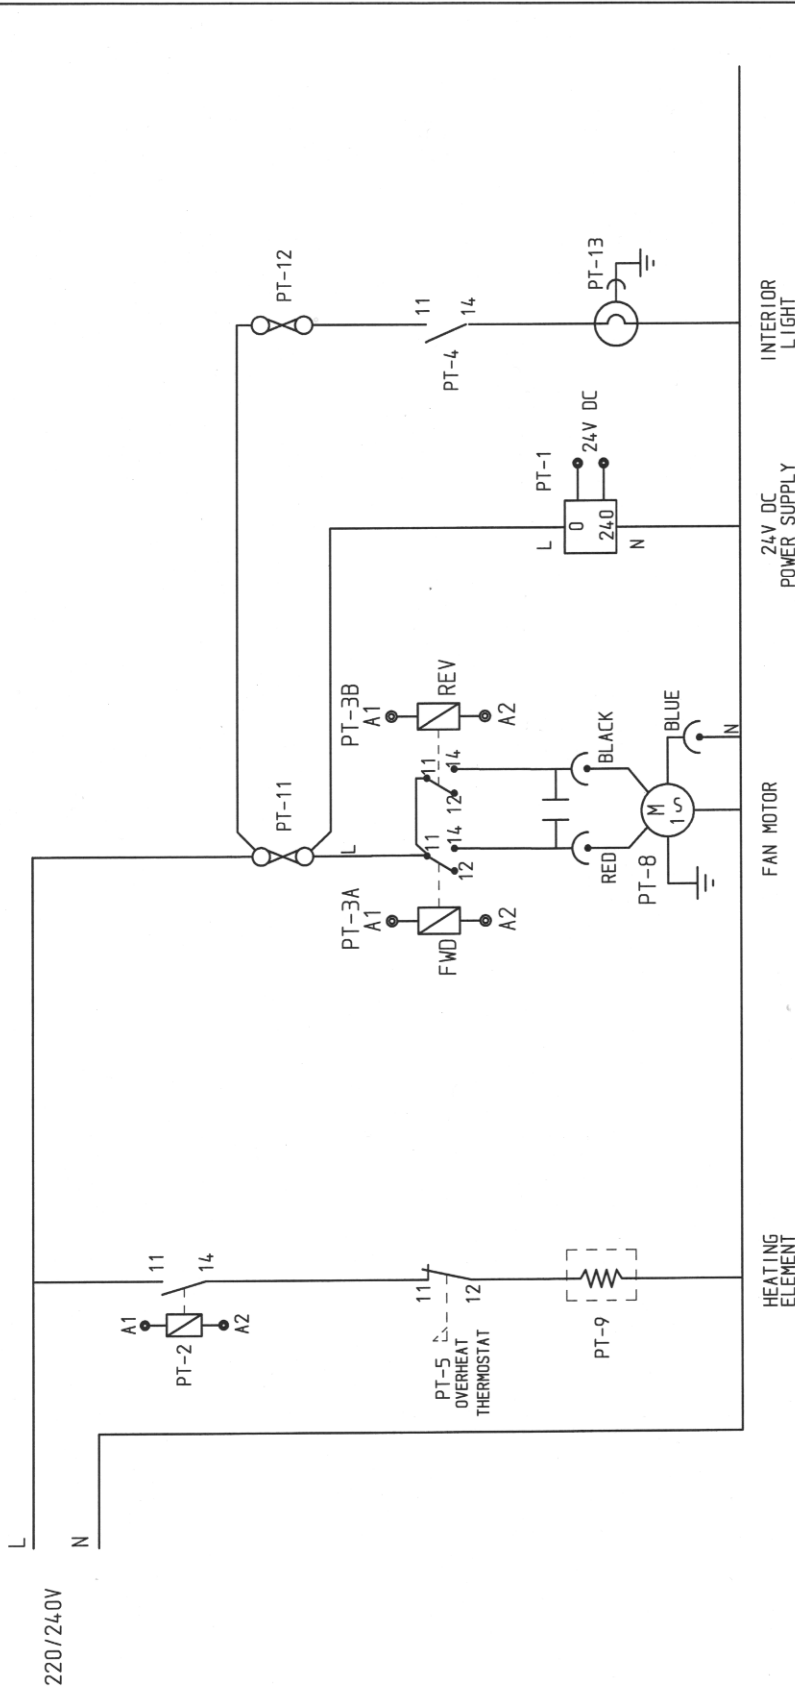 220/240V
L
N
A1
A2
PT-2
11
14
PT-5
OVERHEAT
THERMOSTAT
11
12
PT-9
HEATING
ELEMENT
PT-11
L
PT-3A
A1
A2
FWD
11
12
14
11
12
14
PT-3B
A1
A2
REV
RED
BLACK
PT-8
M
1
S
BLUE
N
FAN MOTOR
PT-1
L
0
240
N
24V DC
24V DC
POWER SUPPLY
PT-12
11
14
PT-4
PT-13
INTERIOR
LIGHT